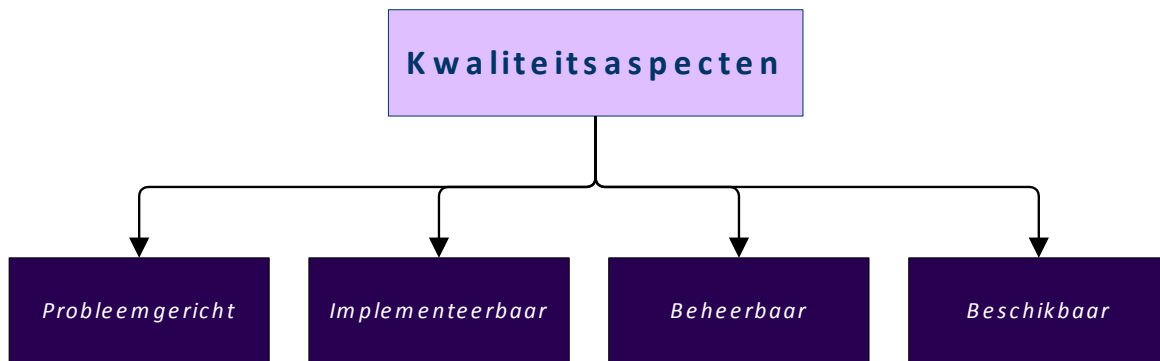 Kwaliteitsaspecten
Probleemgericht
Implementeerbaar
Beheerbaar
Beschikbaar